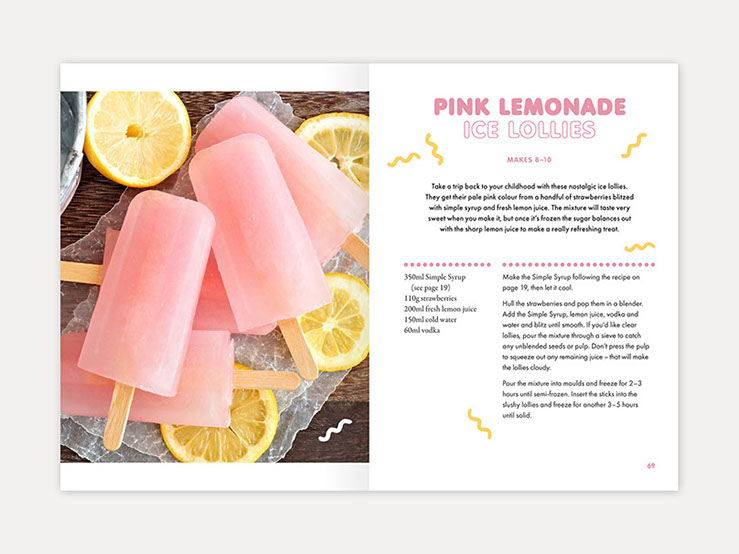 PINK LEMONADE
ICE LOLLIES
MAKES 8–10
Take a trip back to your childhood with these nostalgic ice lollies.
They get their pale pink colour from a handful of strawberries blitzed
with simple syrup and fresh lemon juice. The mixture will taste very
sweet when you make it, but once it's frozen the sugar balances out
with the sharp lemon juice to make a really refreshing treat.
350ml Simple Syrup
(see page 19)
110g strawberries
200ml fresh lemon juice
150ml cold water
60ml vodka
Make the Simple Syrup following the recipe on
page 19, then let it cool.
Hull the strawberries and pop them in a blender.
Add the Simple Syrup, lemon juice, vodka and
water and blitz until smooth. If you'd like clear
lollies, pour the mixture through a sieve to catch
any unblended seeds or pulp. Don't press the pulp
to squeeze out any remaining juice – that will make
the lollies cloudy.
Pour the mixture into moulds and freeze for 2–3
hours until semi-frozen. Insert the sticks into the
slushy lollies and freeze for another 3–5 hours
until solid.
69